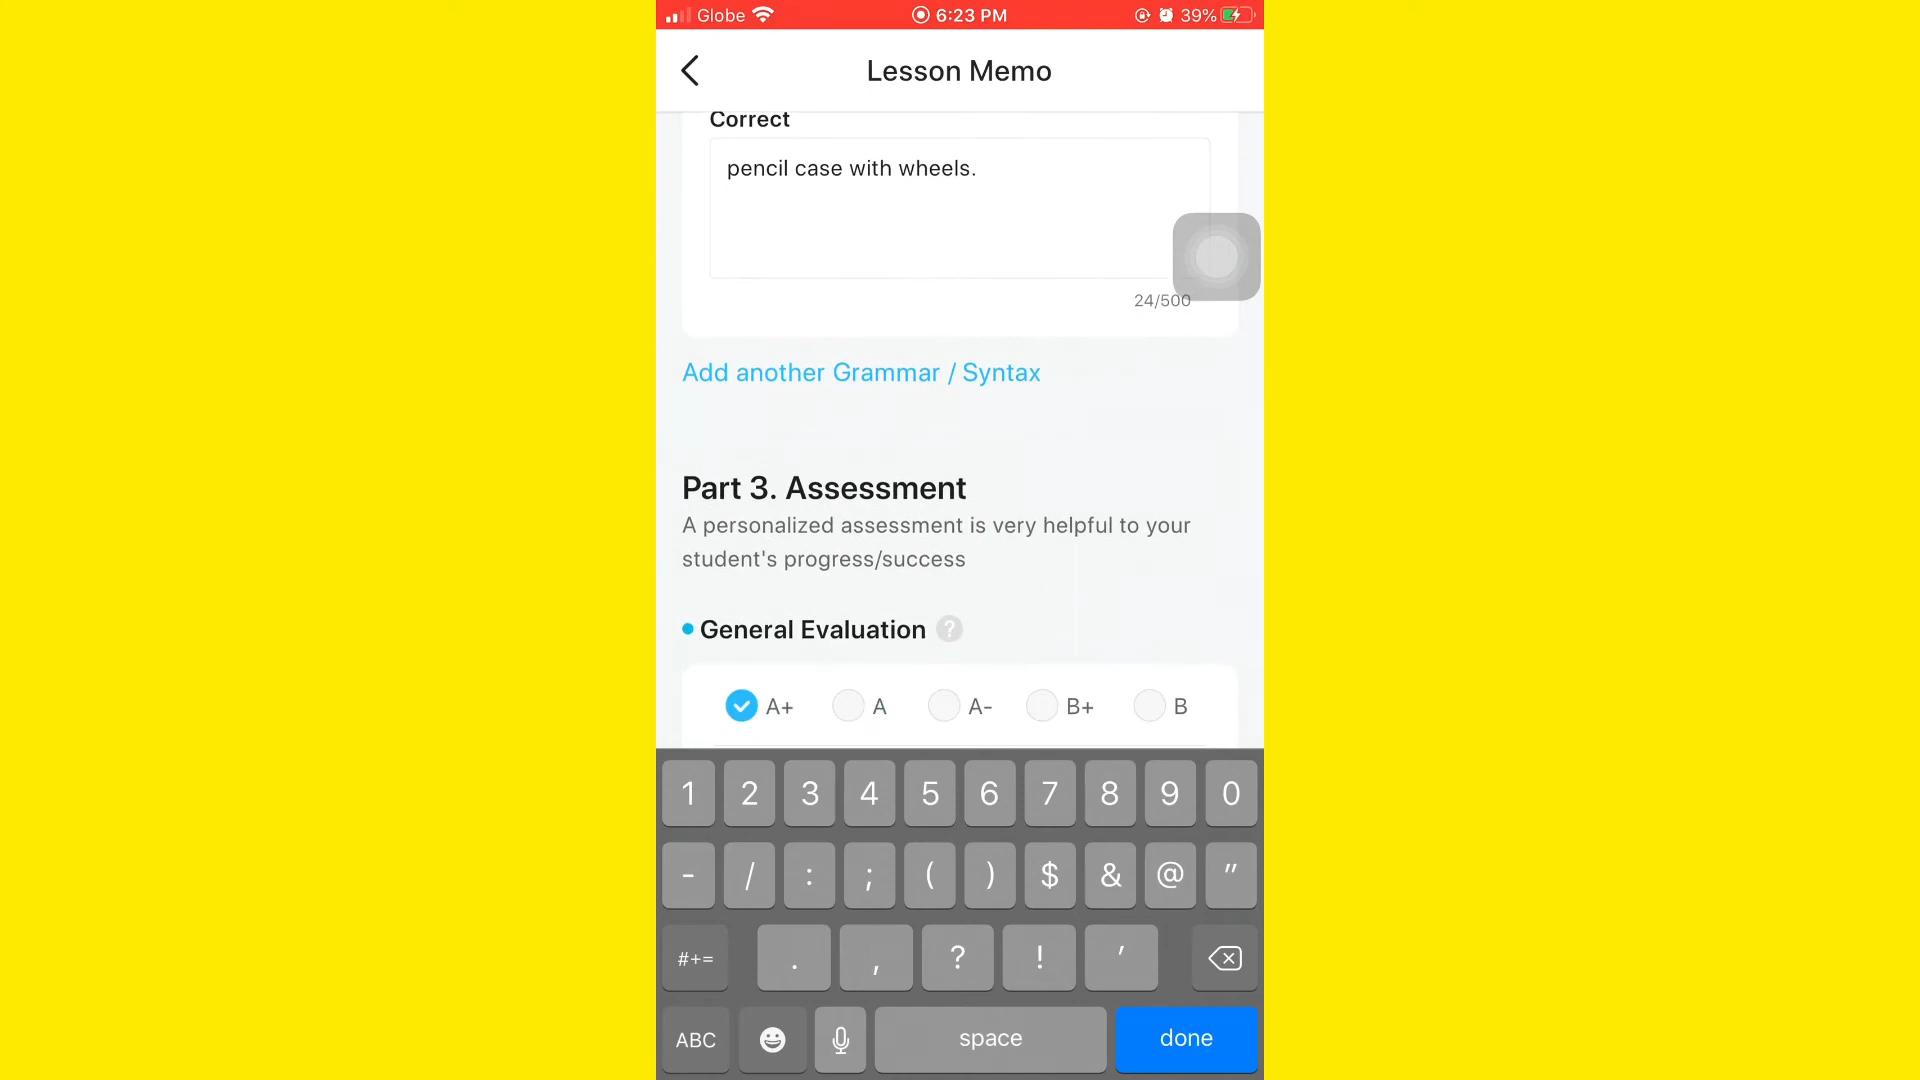 Globe 6:23 PM 39%
Lesson Memo
Correct
pencil case with wheels.
24/500
Add another Grammar / Syntax
Part 3. Assessment
A personalized assessment is very helpful to your
student's progress/success
General Evaluation ?
A+ A A- B+ B
1 2 3 4 5 6 7 8 9 0
- / : ; ( ) $ & @ "
#+= . , ? ! '
ABC space done